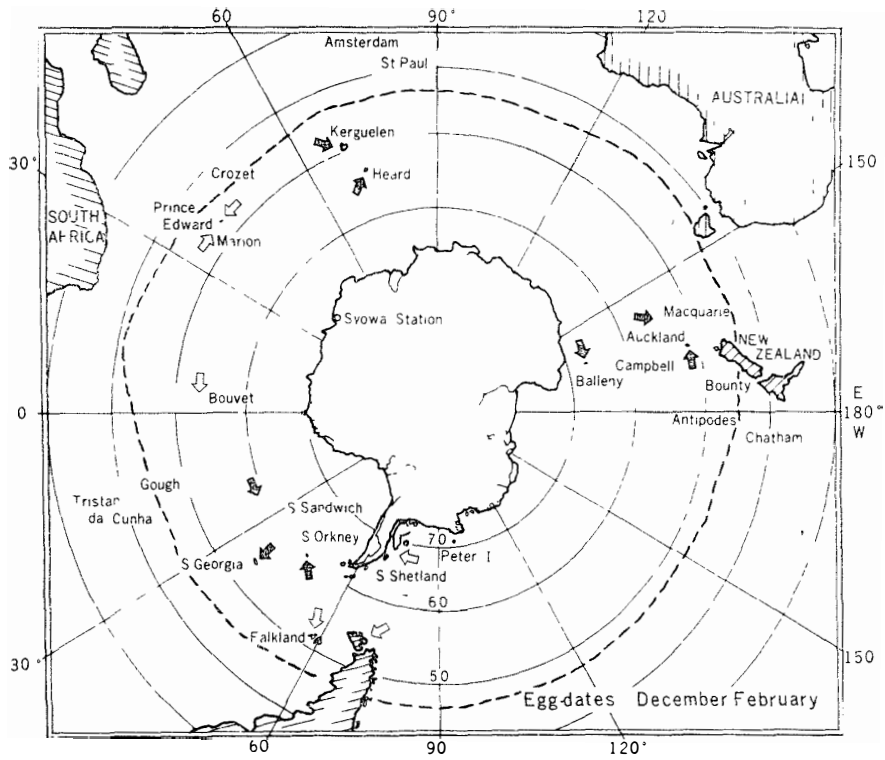 60°
90°
120
Amsterdam
St Paul
AUSTRALIA
Kerguelen
30°
150
Crozet
Heard
SOUTH
AFRICA
Prince
Edward
Marion
Syowa Station
Macquarie
Auckland
NEW
ZEALAND
Campbell
Balleny
Bounty
Bouvet
E
0
180°
W
Antipodes
Chatham
Gough
S Sandwich
Tristan
da Cunha
S Orkney
70
Peter I
S Georgia
S Shetland
60
Falkland
30°
150
50
Egg-dates December February
60
90
120°